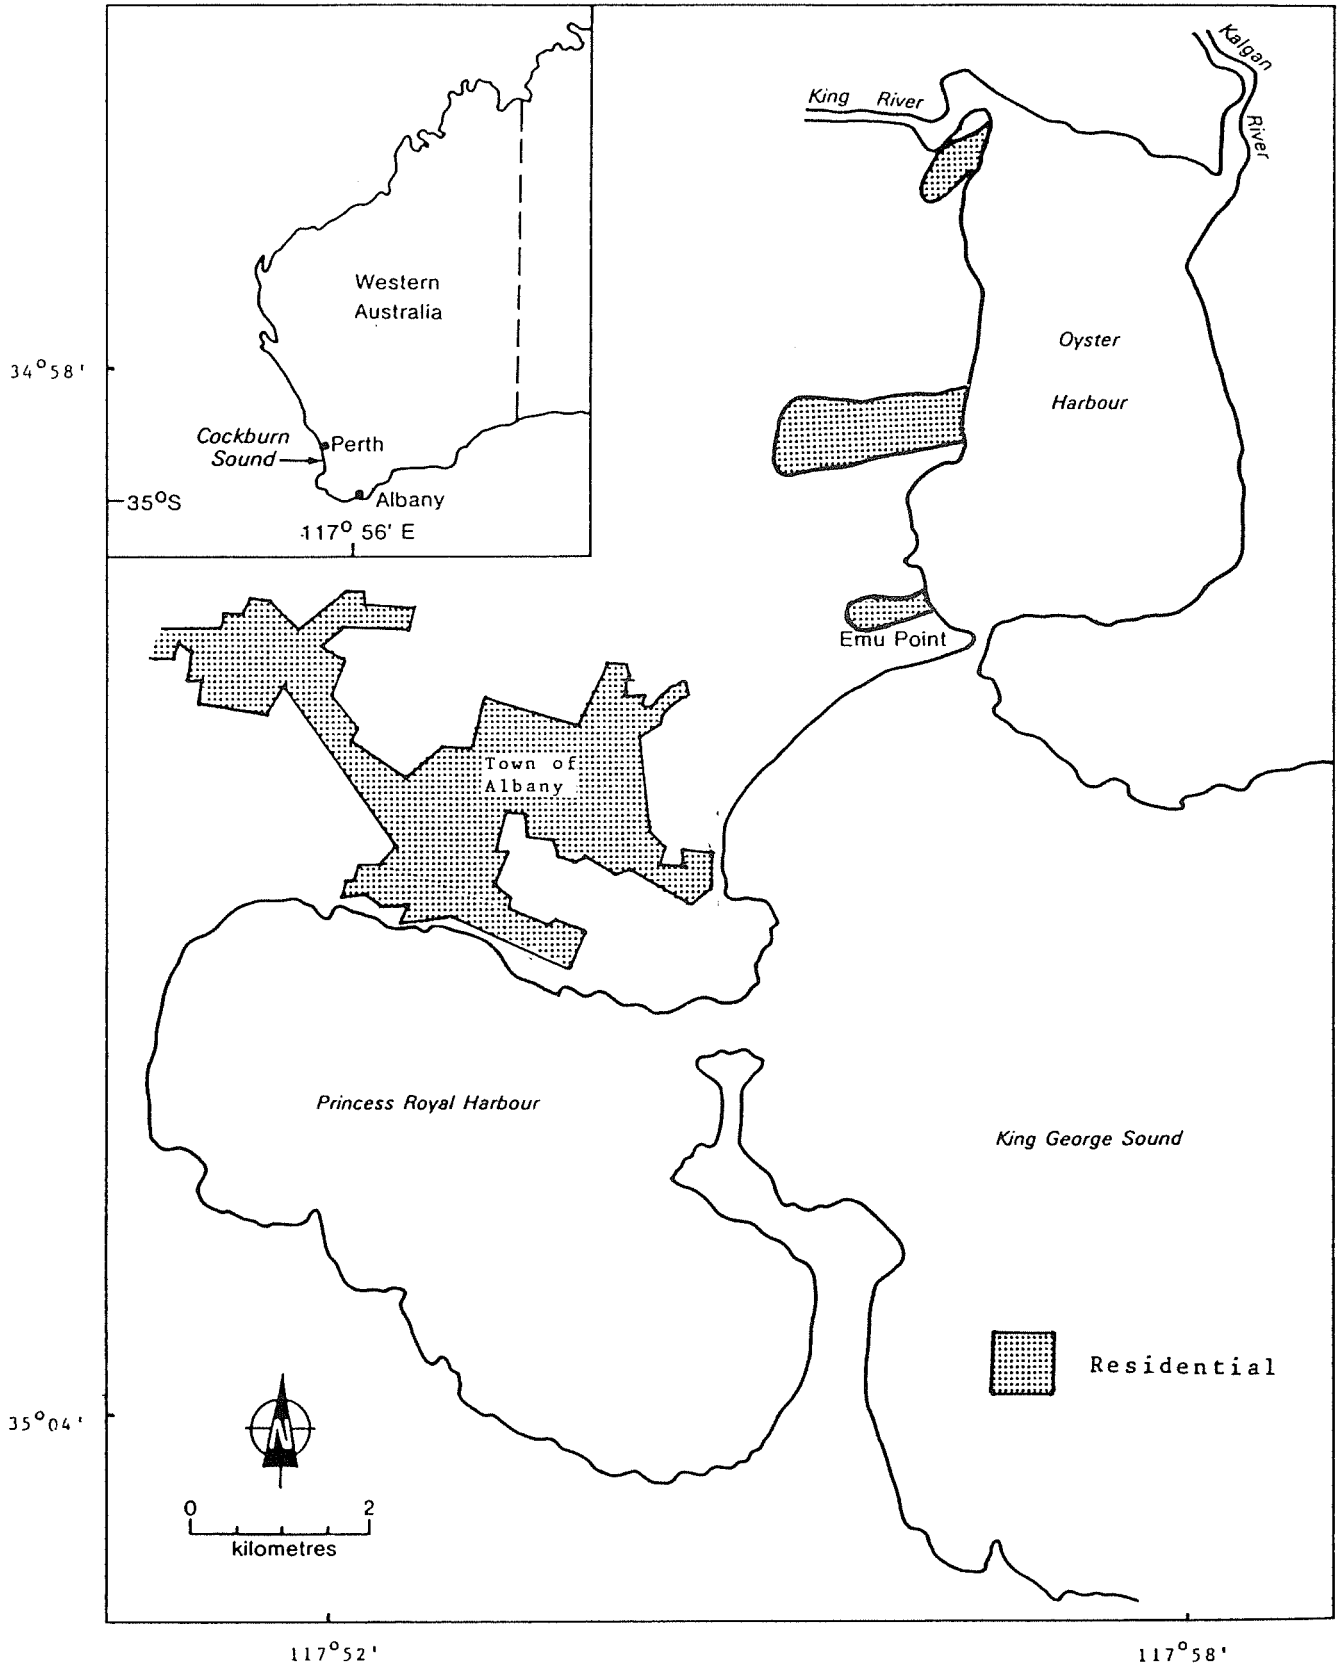 Kalgan
River
King River
Western
Australia
Oyster
Harbour
34°58'
Cockburn
Sound
Perth
35°S
Albany
117° 56' E
Emu Point
Town of
Albany
Princess Royal Harbour
King George Sound
Residential
35°04'
N
0 2
kilometres
117°52'
117°58'